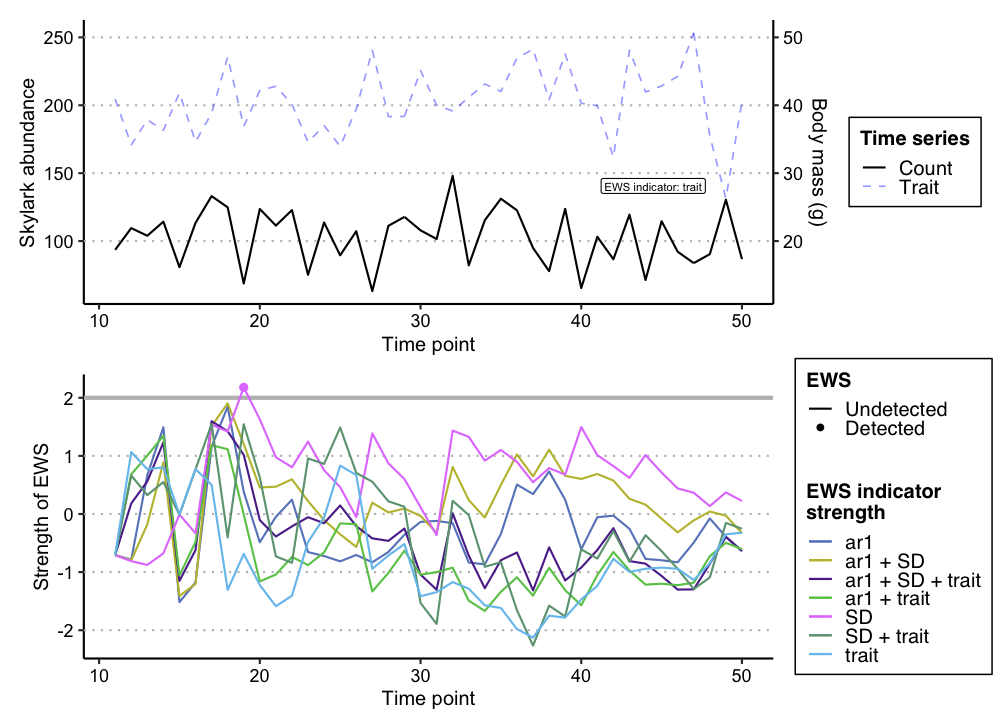 250
200
150
100
Skylark abundance
50
40
30
20
Body mass (g)
EWS indicator: trait
10
20
30
40
50
Time point
Time series
Count
Trait
2
1
0
-1
-2
Strength of EWS
10
20
30
40
50
Time point
EWS
Undetected
Detected
EWS indicator
strength
ar1
ar1 + SD
ar1 + SD + trait
ar1 + trait
SD
SD + trait
trait